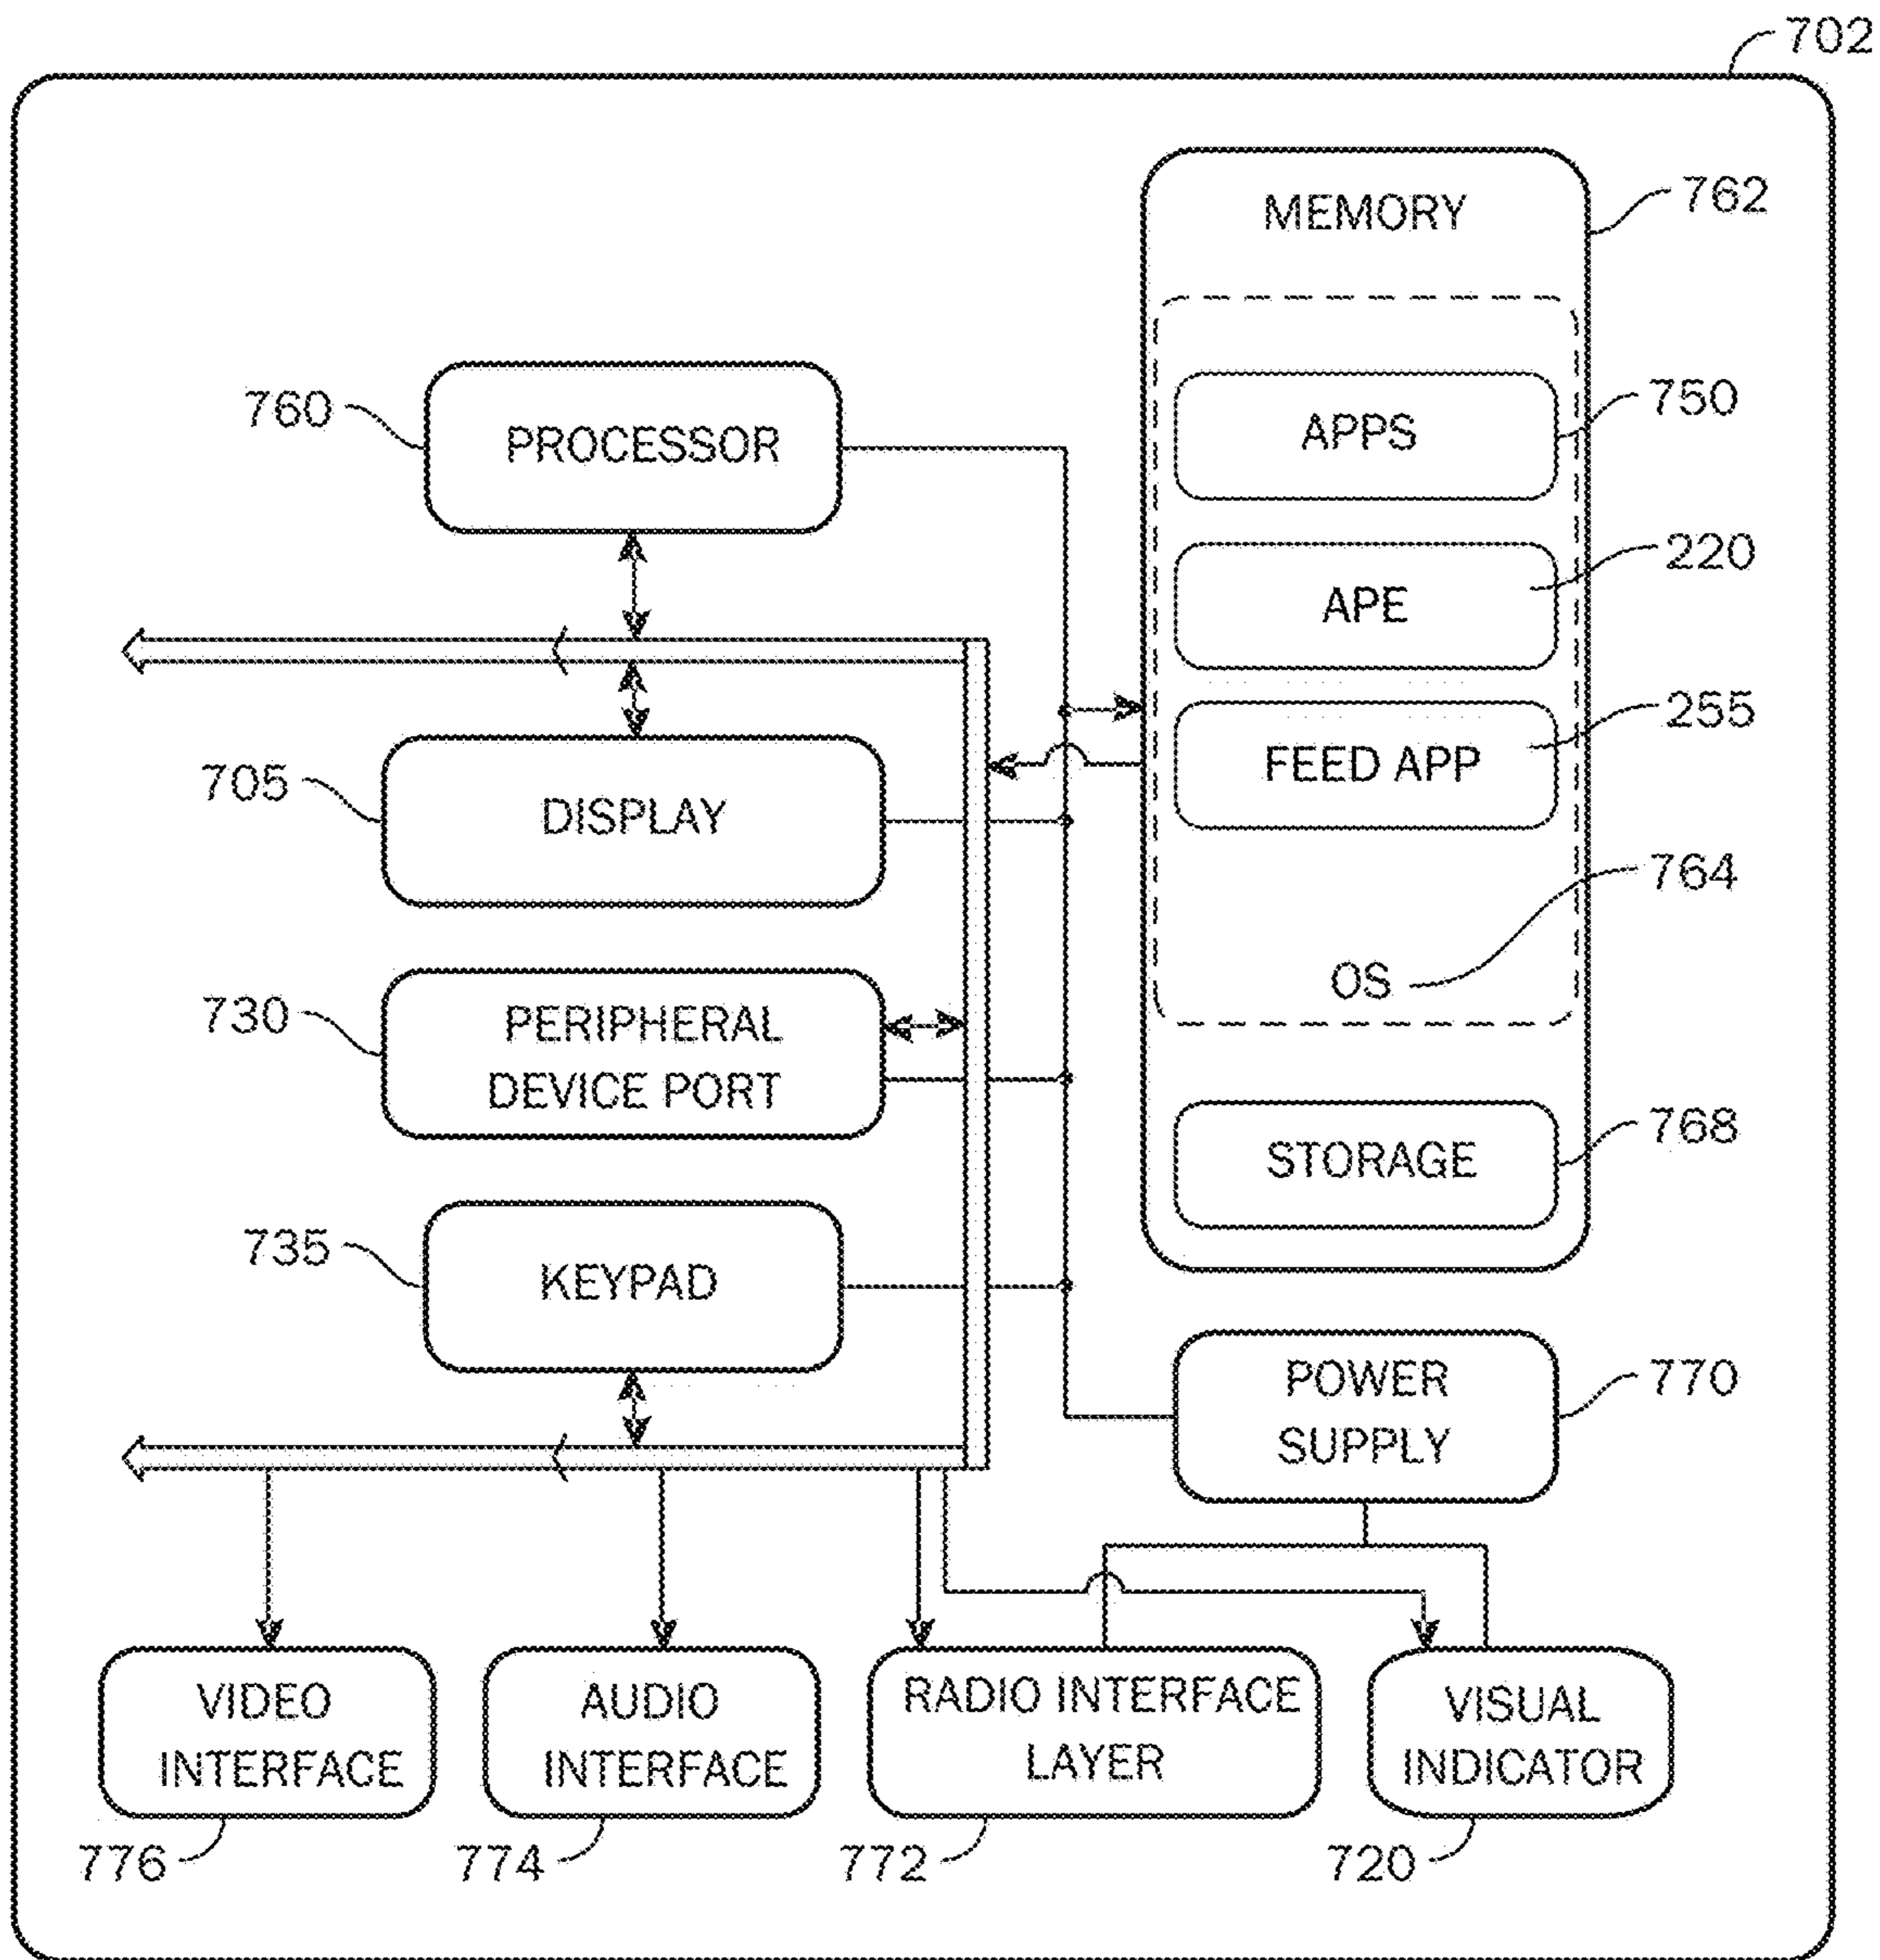 702
MEMORY
762
APPS
750
760
PROCESSOR
APE
220
FEED APP
255
705
DISPLAY
764
OS
730
PERIPHERAL
DEVICE PORT
STORAGE
768
735
KEYPAD
POWER
SUPPLY
770
VIDEO
INTERFACE
AUDIO
INTERFACE
RADIO INTERFACE
LAYER
VISUAL
INDICATOR
776
774
772
720